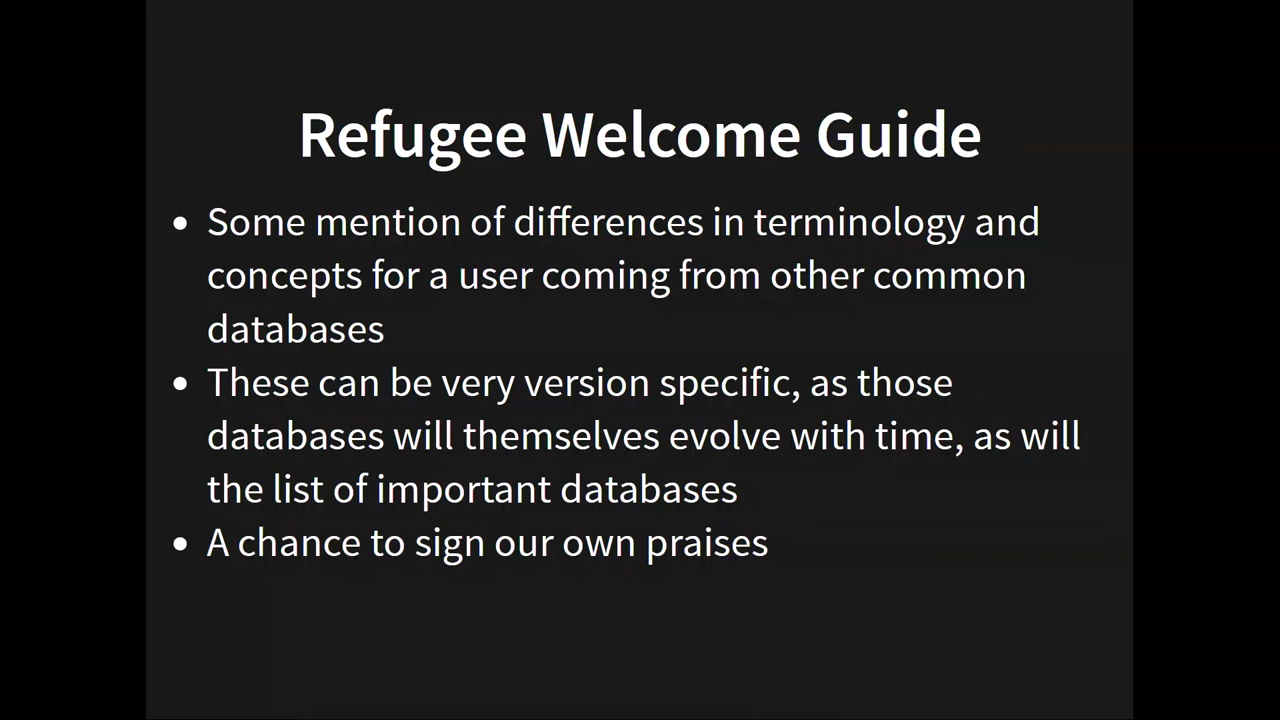 Refugee Welcome Guide
• Some mention of differences in terminology and
concepts for a user coming from other common
databases
• These can be very version specific, as those
databases will themselves evolve with time, as will
the list of important databases
• A chance to sign our own praises